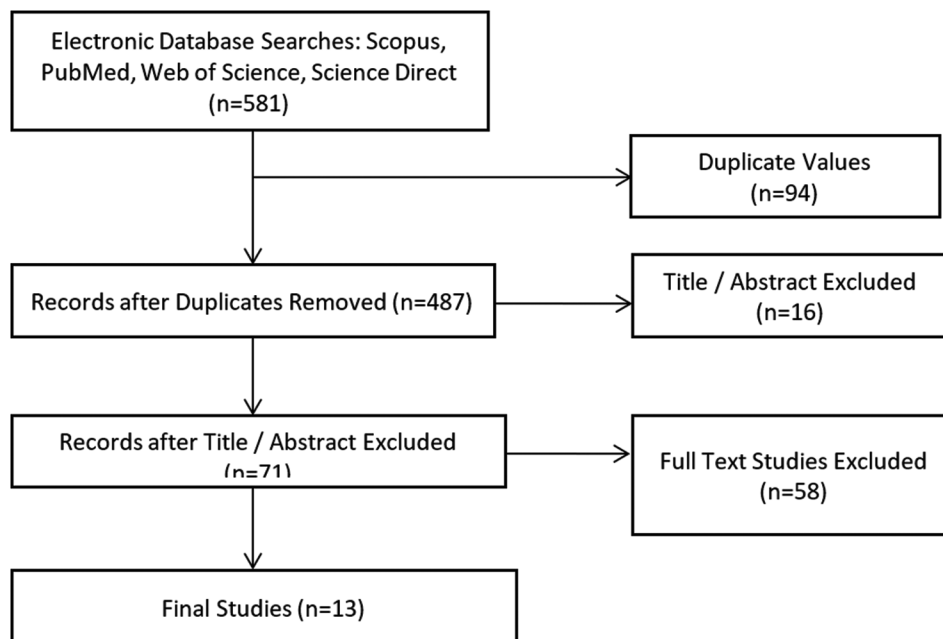 Electronic Database Searches: Scopus,
PubMed, Web of Science, Science Direct
(n=581)
Duplicate Values
(n=94)
Records after Duplicates Removed (n=487)
Title / Abstract Excluded
(n=16)
Records after Title / Abstract Excluded
(n=71)
Full Text Studies Excluded
(n=58)
Final Studies (n=13)